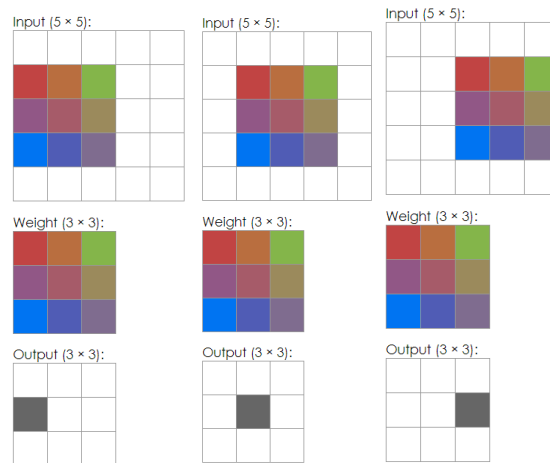 Input (5 × 5):
Input (5 × 5):
Input (5 × 5):
Weight (3 × 3):
Weight (3 × 3):
Weight (3 × 3):
Output (3 × 3):
Output (3 × 3):
Output (3 × 3):